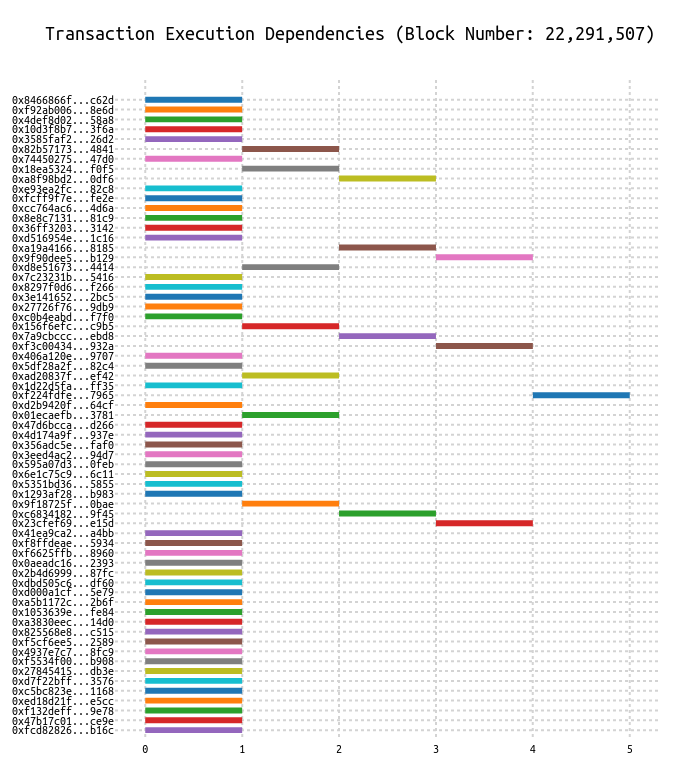 Transaction Execution Dependencies (Block Number: 22,291,507)
0x8466866f...c62d
0xf92ab006...8e6d
0x4def8d02...58a8
0x10d3f8b7...3f6a
0x3585faf2...26d2
0x82b57173...4841
0x74450275...47d0
0x18ea5324...f0f5
0xa8f98bd2...0df6
0xe93ea2fc...82c8
0xfcff9f7e...fe2e
0xcc764ac6...4d6a
0x8e8c7131...81c9
0x36ff3203...3142
0xd516954e...1c16
0xa19a4166...8185
0x9f90dee5...b129
0xd8e51673...4414
0x7c23231b...5416
0x8297f0d6...f266
0x3e141652...2bc5
0x27726f76...9db9
0xc0b4eabd...f7f0
0x156f6efc...c9b5
0x7a9cbccc...ebd8
0xf3c00434...932a
0x406a120e...9707
0x5df28a2f...82c4
0xad20837f...ef42
0x1d22d5fa...ff35
0xf224fdfe...7965
0xd2b9420f...64cf
0x01ecaefb...3781
0x47d6bcca...d266
0x4d174a9f...937e
0x356adc5e...faf0
0x3eed4ac2...94d7
0x595a07d3...0feb
0x6e1c75c9...6c11
0x5351bd36...5855
0x1293af28...b983
0x9f18725f...0bae
0xc6834182...9f45
0x23cfef69...e15d
0x41ea9ca2...a4bb
0xf8ffdeae...5934
0xf6625ffb...8960
0x0aeadc16...2393
0x2b4d6999...87fc
0xdbd505c6...df60
0xd000a1cf...5e79
0xa5b1172c...2b6f
0x1053639e...fe84
0xa3830eec...14d0
0x825568e8...c515
0xf5cf6ee5...2589
0x4937e7c7...8fc9
0xf5534f00...b908
0x27845415...db3e
0xd7f22bff...3576
0xc5bc823e...1168
0xed18d21f...e5cc
0xf132deff...9e78
0x47b17c01...ce9e
0xfcd82826...b16c
0 1 2 3 4 5